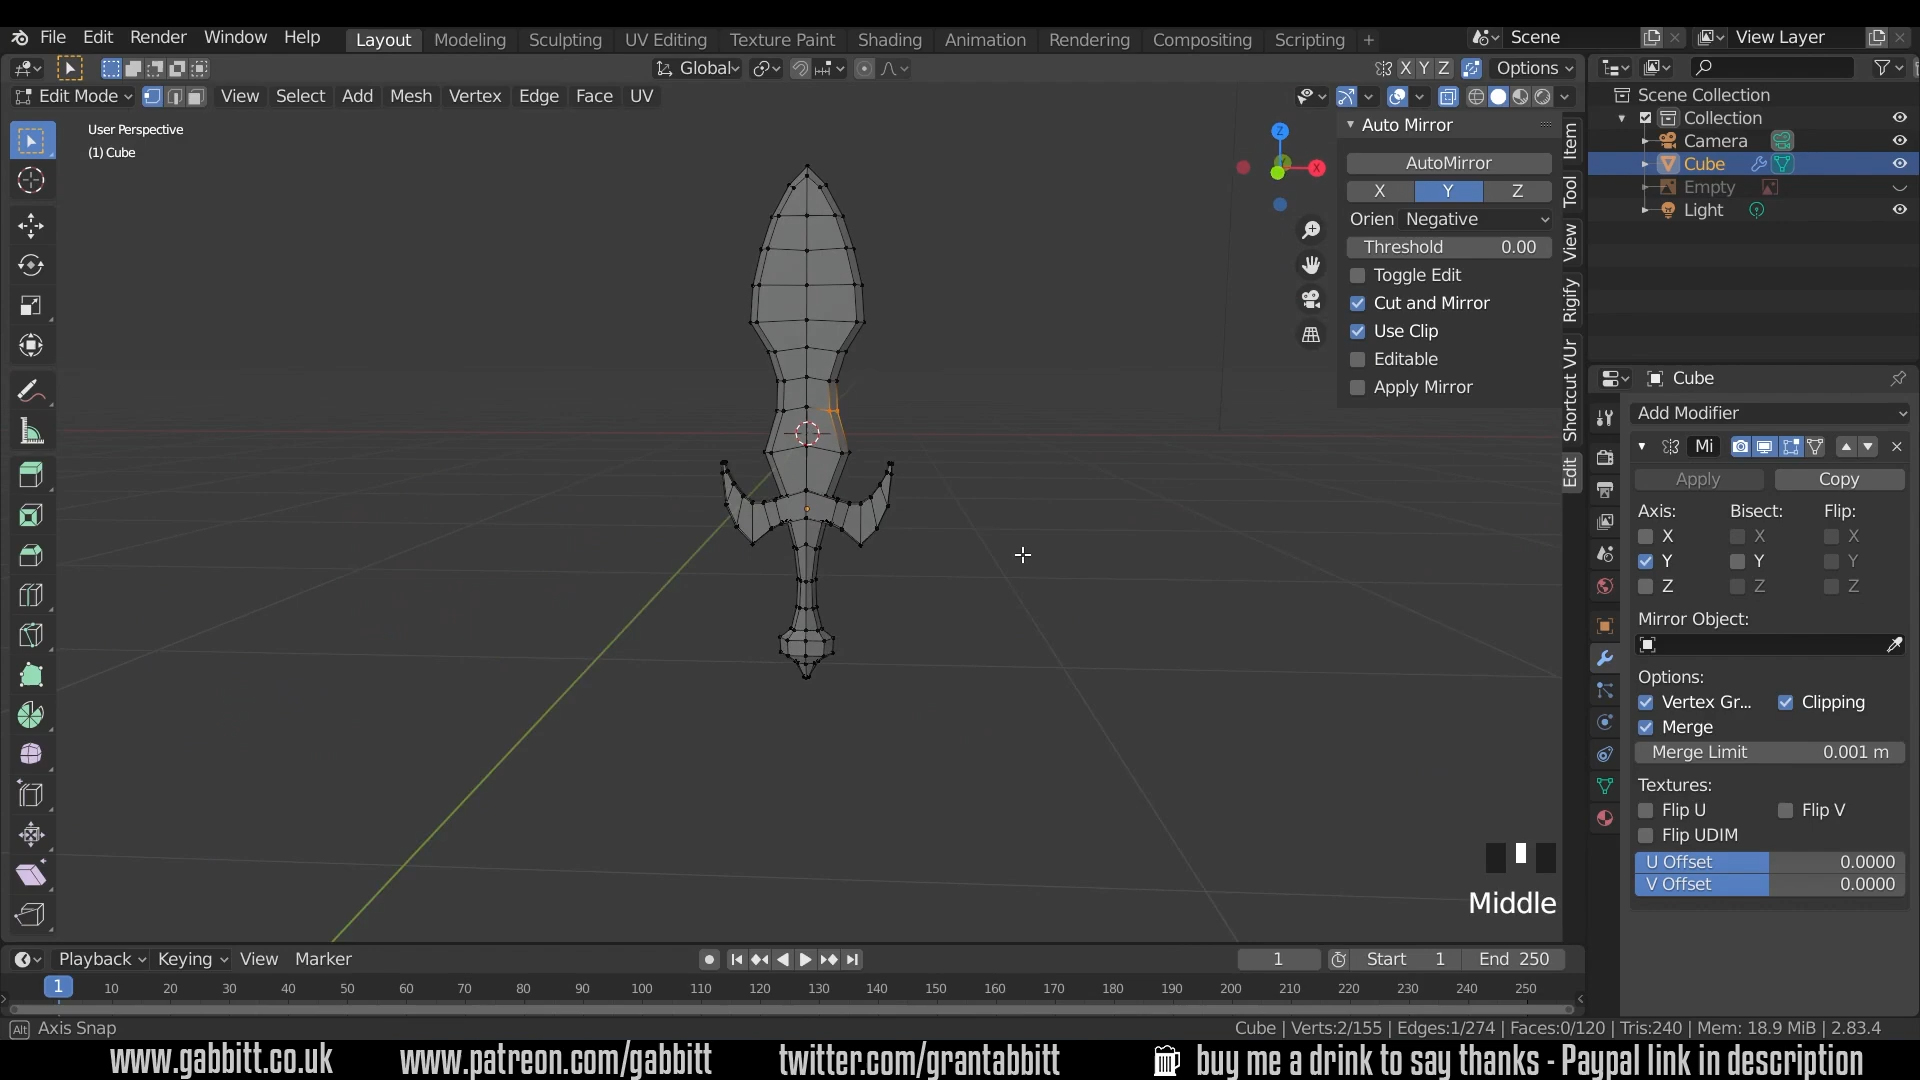 File Edit Render Window Help Layout Modeling Sculpting UV Editing Texture Paint Shading Animation Rendering Compositing Scripting + Scene View Layer
Global X Y Z Options
Edit Mode View Select Add Mesh Vertex Edge Face UV
User Perspective
(1) Cube
Z
X
Auto Mirror
AutoMirror
X Y Z
Orien Negative
Threshold 0.00
Toggle Edit
Cut and Mirror
Use Clip
Editable
Apply Mirror
Item
Tool
View
Rigify
Shortcut VUr
Edit
Scene Collection
Collection
Camera
Cube
Empty
Light
Cube
Add Modifier
Mi
Apply Copy
Axis: Bisect: Flip:
X X X
Y Y Y
Z Z Z
Mirror Object:
Options:
Vertex Gr... Clipping
Merge
Merge Limit 0.001 m
Textures:
Flip U Flip V
Flip UDIM
U Offset 0.0000
V Offset 0.0000
Middle
Playback Keying View Marker 1 Start 1 End 250
1 10 20 30 40 50 60 70 80 90 100 110 120 130 140 150 160 170 180 190 200 210 220 230 240 250
Alt Axis Snap
Cube | Verts:2/155 | Edges:1/274 | Faces:0/120 | Tris:240 | Mem: 18.9 MiB | 2.83.4
www.gabbitt.co.uk www.patreon.com/gabbitt twitter.com/grantabbitt buy me a drink to say thanks - Paypal link in description